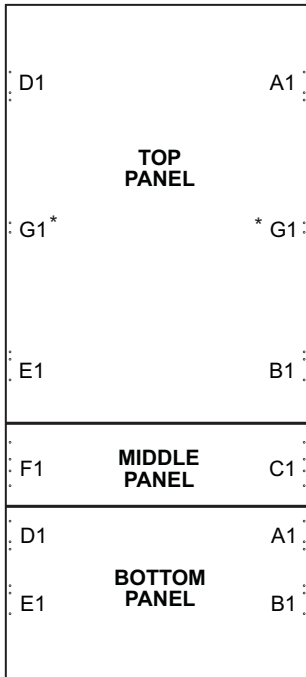 D1 A1
TOP
PANEL
G1* * G1
E1 B1
MIDDLE
PANEL
F1 C1
D1 A1
BOTTOM
PANEL
E1 B1